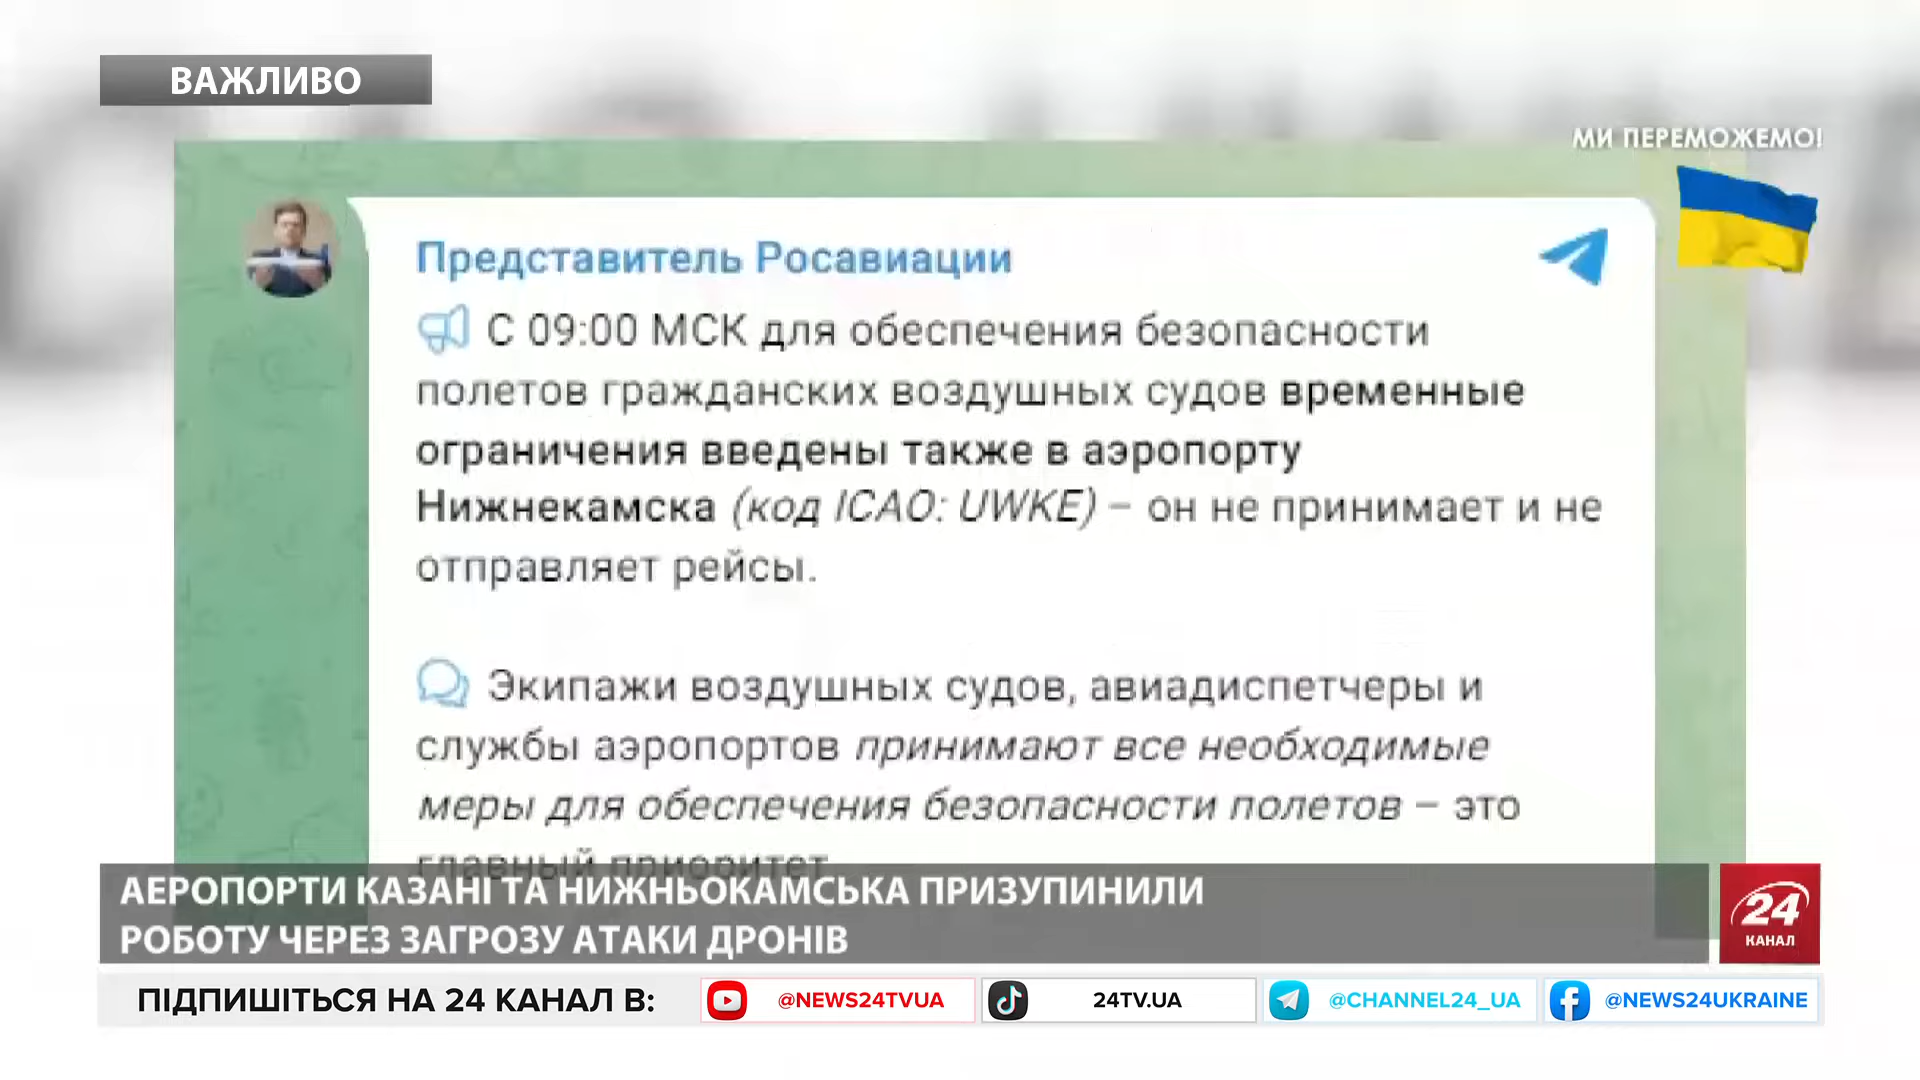 ВАЖЛИВО
МИ ПЕРЕМОЖЕМО!
Представитель Росавиации
С 09:00 МСК для обеспечения безопасности
полетов гражданских воздушных судов временные
ограничения введены также в аэропорту
Нижнекамска (код ICAO: UWKE) – он не принимает и не
отправляет рейсы.
Экипажи воздушных судов, авиадиспетчеры и
службы аэропортов принимают все необходимые
меры для обеспечения безопасности полетов – это
главный приоритет
АЕРОПОРТИ КАЗАНІ ТА НИЖНЬОКАМСЬКА ПРИЗУПИНИЛИ
РОБОТУ ЧЕРЕЗ ЗАГРОЗУ АТАКИ ДРОНІВ
24
КАНАЛ
ПІДПИШІТЬСЯ НА 24 КАНАЛ В:
@NEWS24TVUA
24TV.UA
@CHANNEL24_UA
@NEWS24UKRAINE